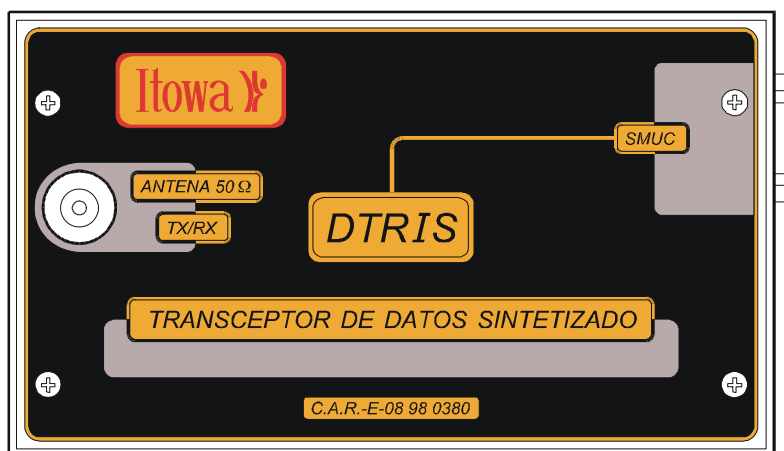 Itowa
SMUC
ANTENA 50 Ω
TX/RX
DTRIS
TRANSCEPTOR DE DATOS SINTETIZADO
C.A.R.-E-08 98 0380